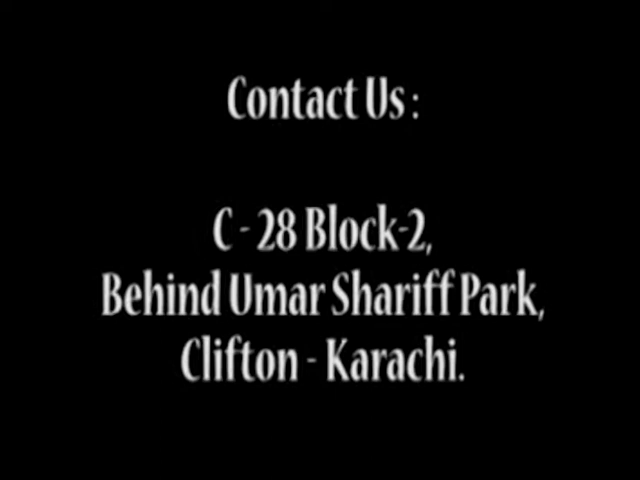 Contact Us :
C - 28 Block-2,
Behind Umar Shariff Park,
Clifton - Karachi.